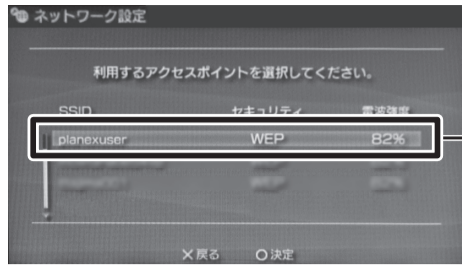 ネットワーク設定
利用するアクセスポイントを選択してください。
SSID セキュリティ 電波強度
planexuser WEP 82%
WEP
×戻る ○決定